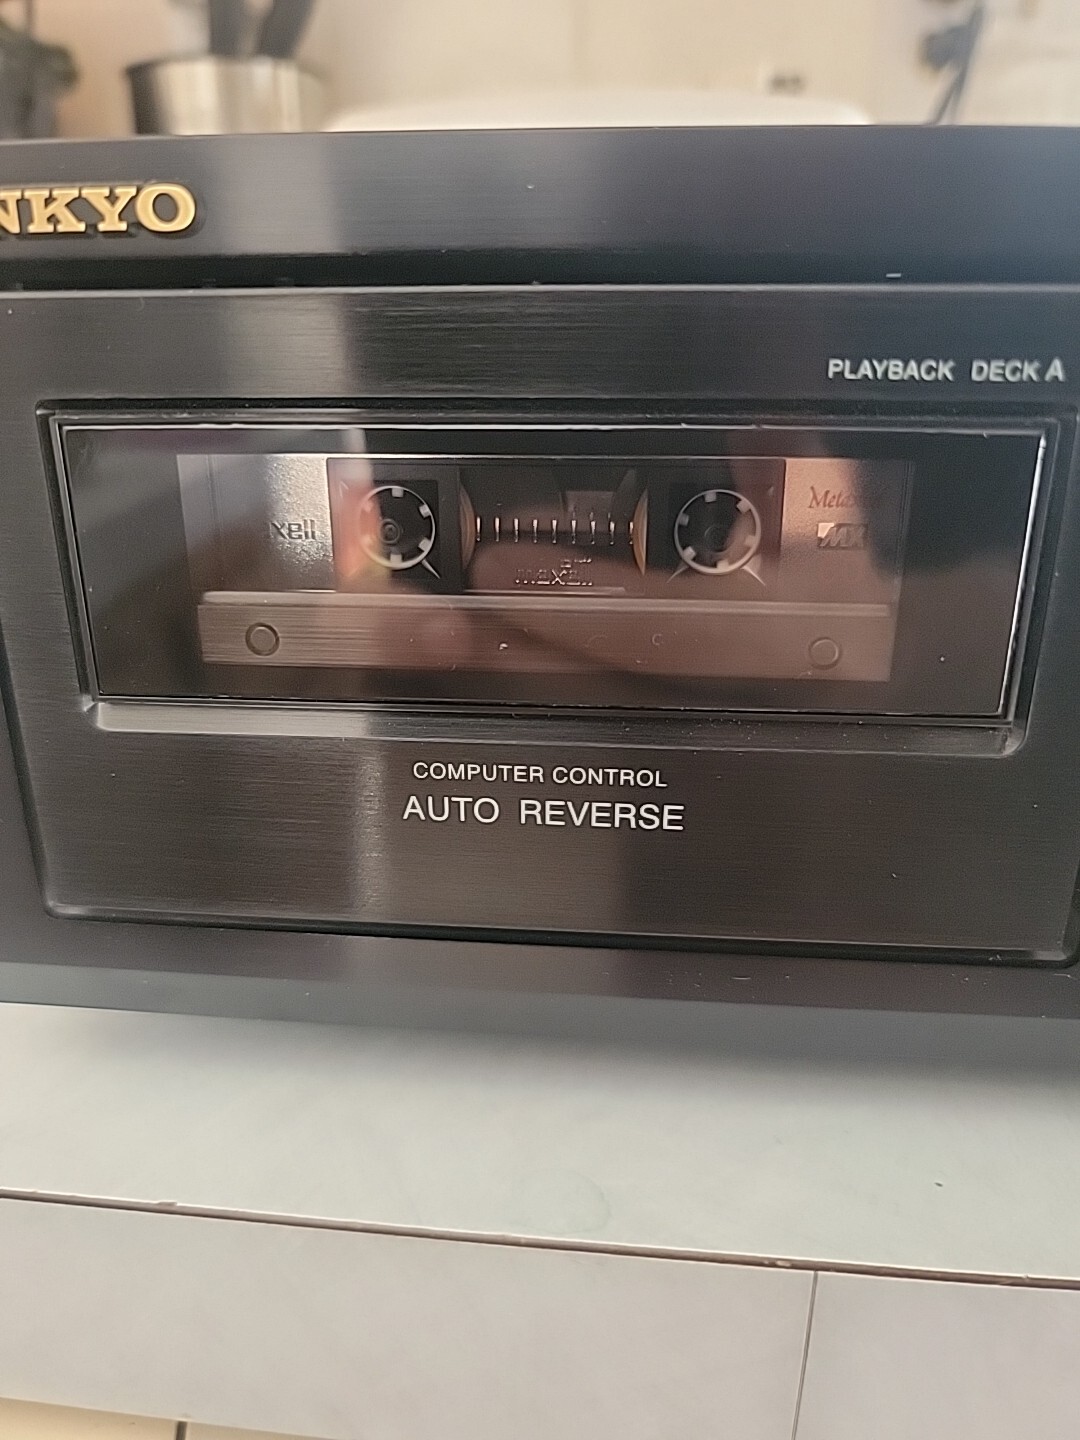 NKYO
PLAYBACK DECK A
xell
maxell
MX
COMPUTER CONTROL
AUTO REVERSE